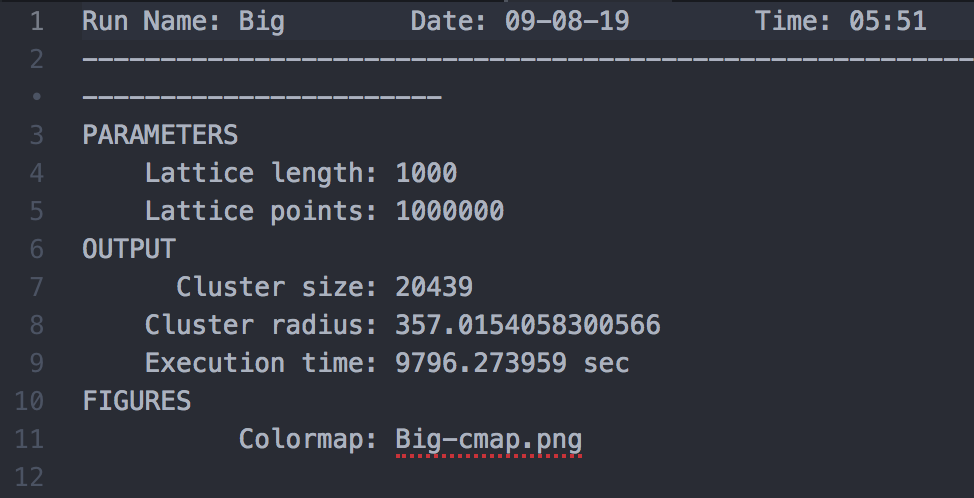 1 Run Name: Big        Date: 09-08-19        Time: 05:51
2 ---------------------------------------------------------
• -----------------------
3 PARAMETERS
4     Lattice length: 1000
5     Lattice points: 1000000
6 OUTPUT
7       Cluster size: 20439
8     Cluster radius: 357.0154058300566
9     Execution time: 9796.273959 sec
10 FIGURES
11           Colormap: Big-cmap.png
12